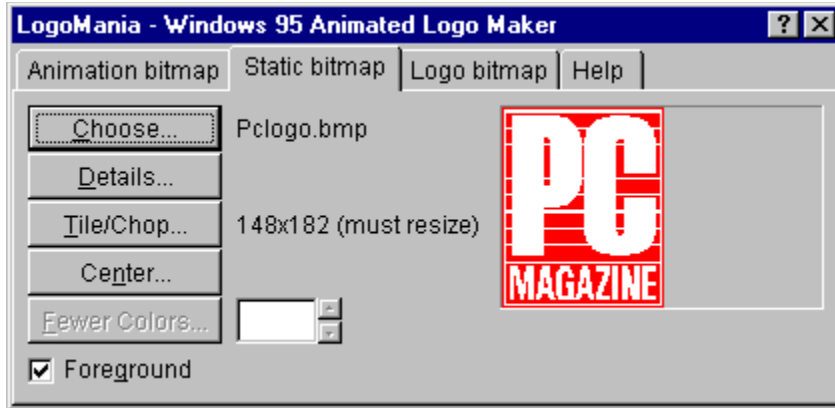 LogoMania - Windows 95 Animated Logo Maker
Animation bitmap Static bitmap Logo bitmap Help
Choose... Pclogo.bmp
Details...
Tile/Chop... 148x182 (must resize)
Center...
Fewer Colors...
Foreground
PC
MAGAZINE